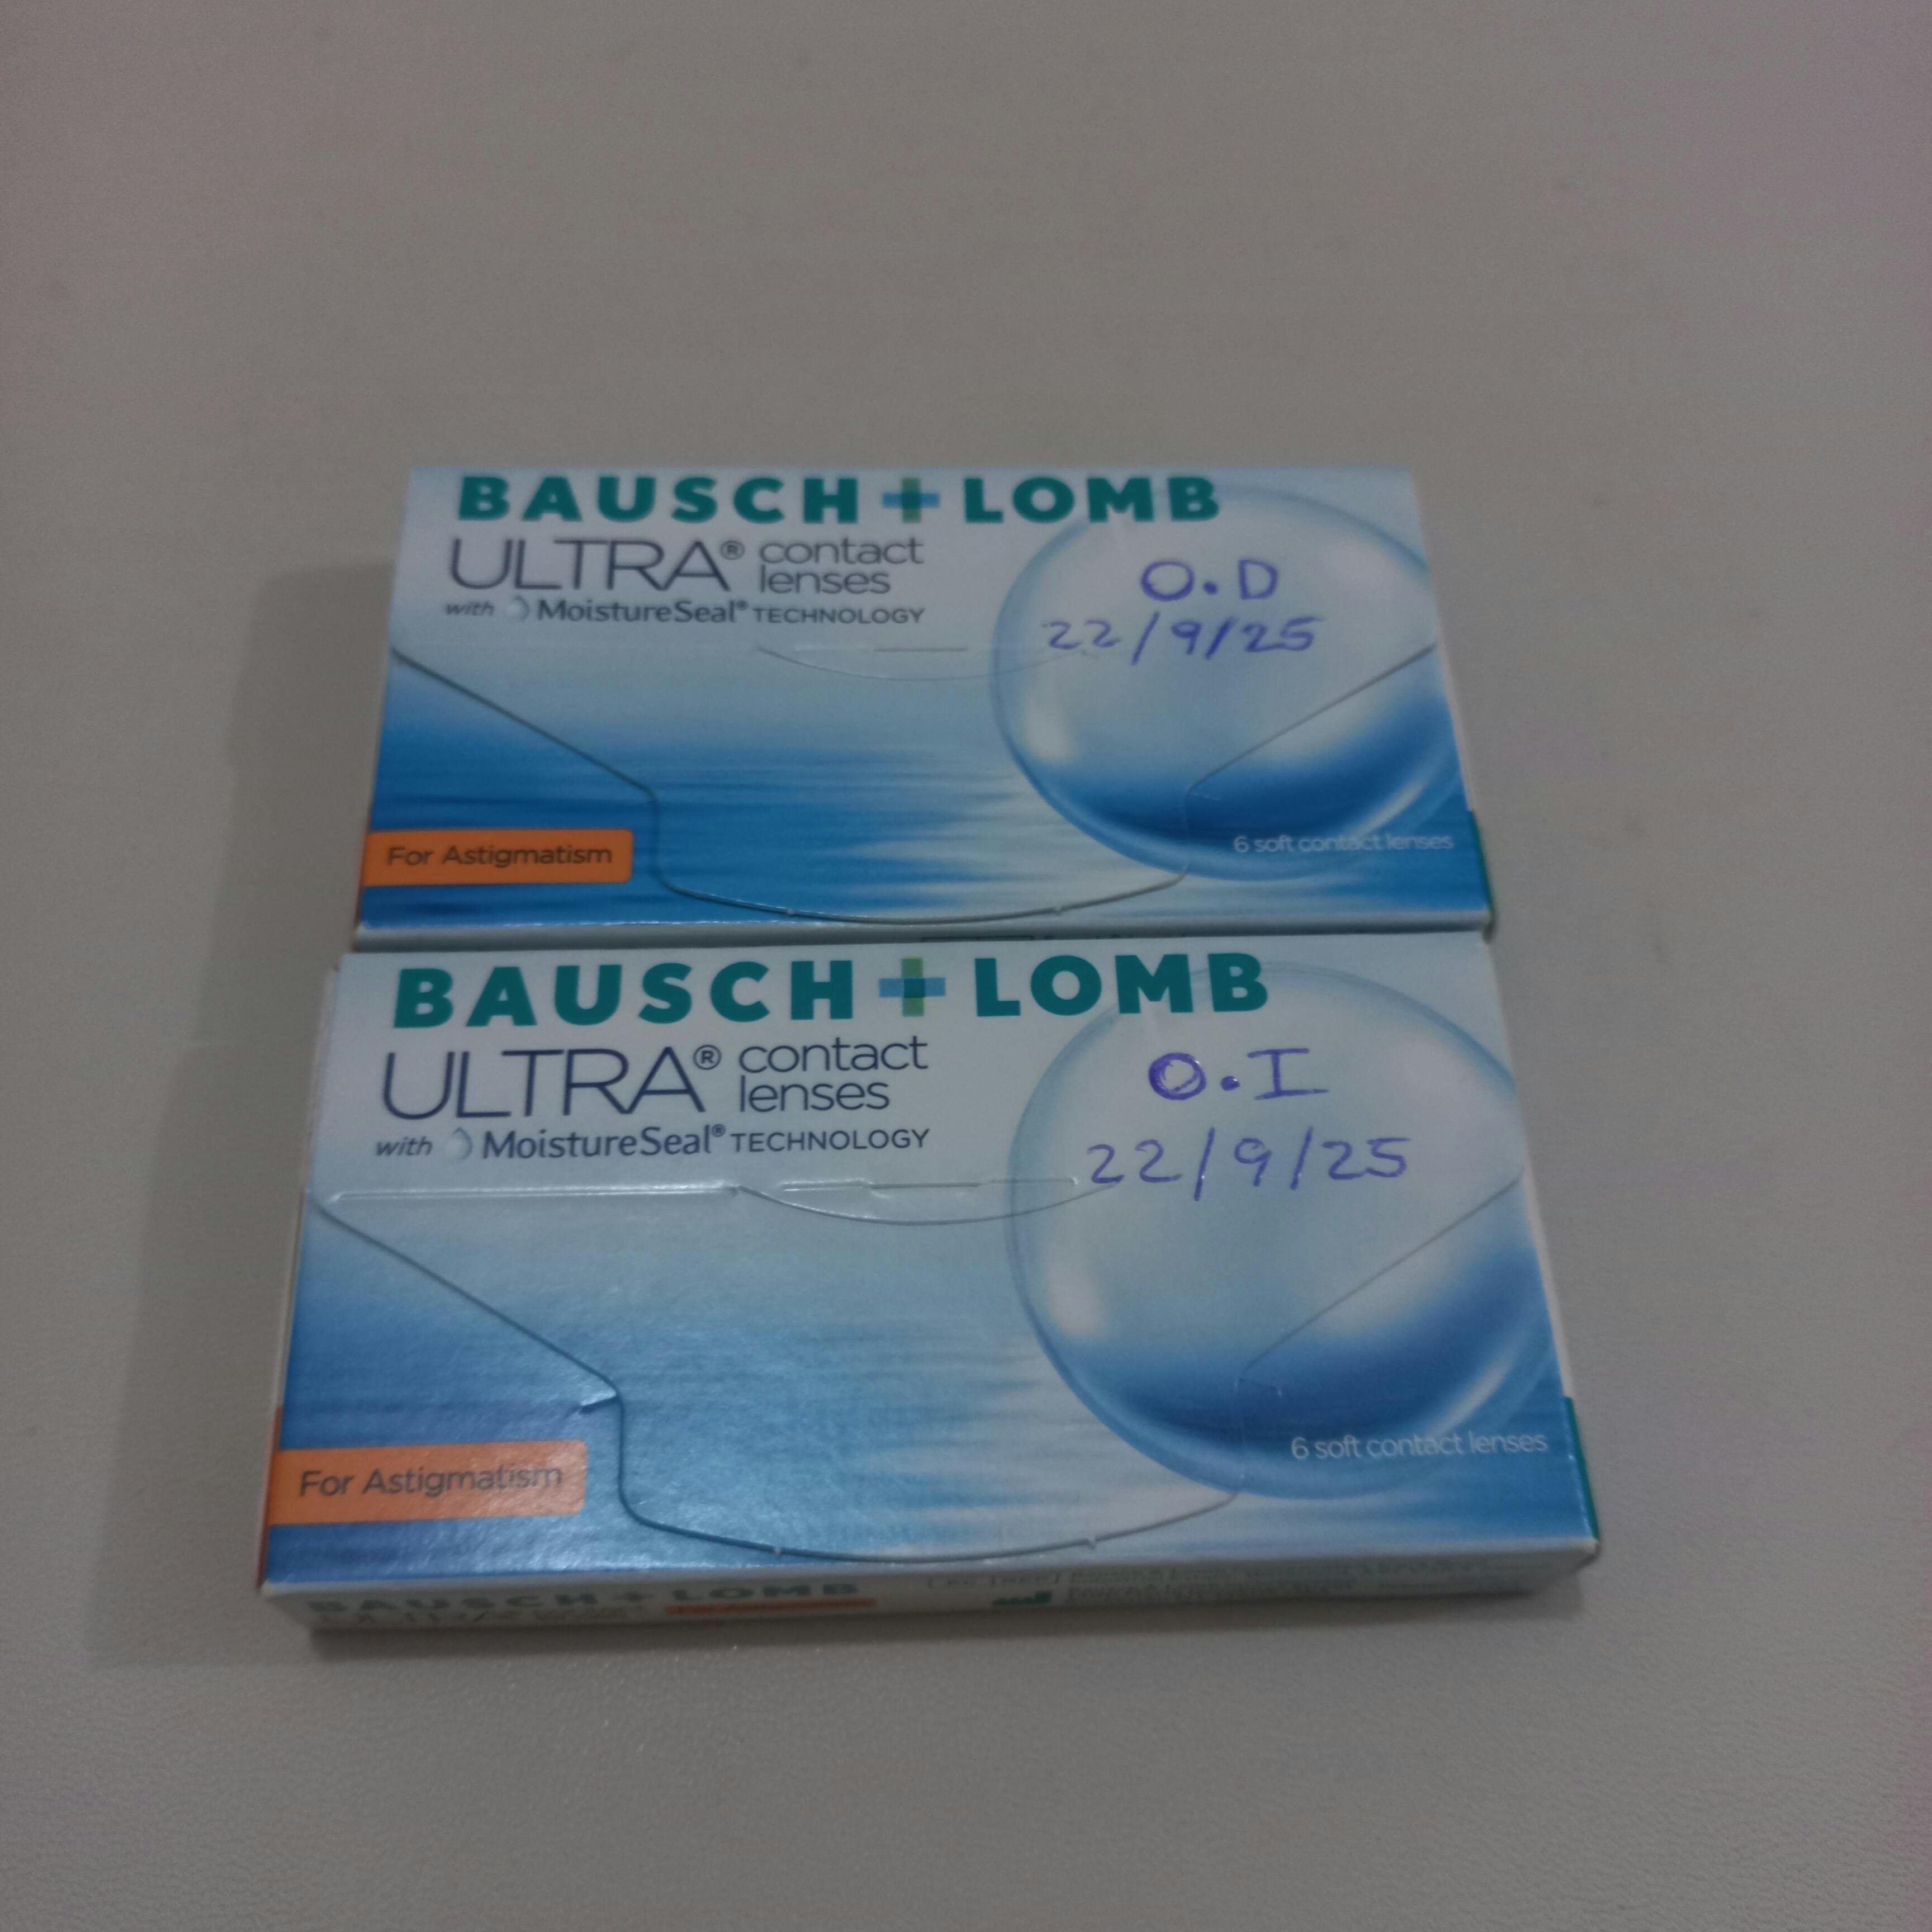 BAUSCH + LOMB
ULTRA® contact
lenses
with MoistureSeal® TECHNOLOGY
O.D
22/9/25
For Astigmatism
6 soft contact lenses
BAUSCH + LOMB
ULTRA® contact
lenses
with MoistureSeal® TECHNOLOGY
O.I
22/9/25
For Astigmatism
6 soft contact lenses
BAUSCH + LOMB